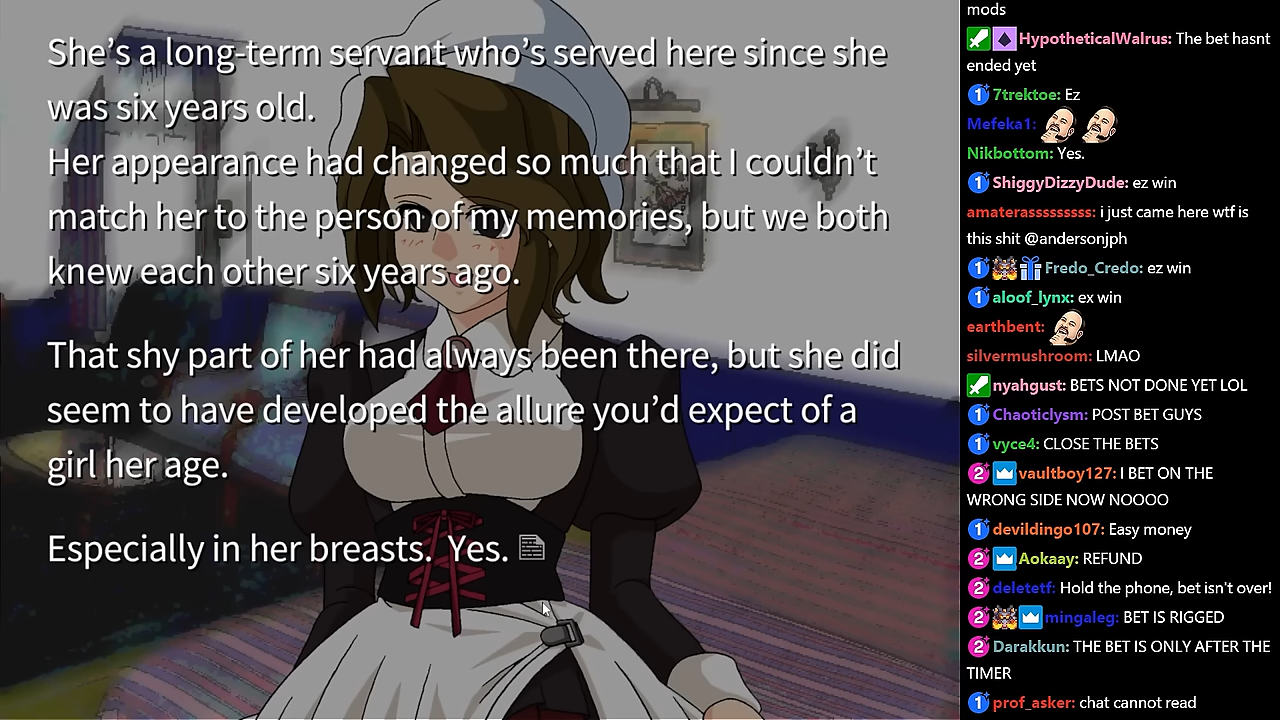 She's a long-term servant who's served here since she
was six years old.
Her appearance had changed so much that I couldn't
match her to the person of my memories, but we both
knew each other six years ago.
That shy part of her had always been there, but she did
seem to have developed the allure you'd expect of a
girl her age.
Especially in her breasts.  Yes.
mods
HypotheticalWalrus: The bet hasnt
ended yet
7trektoe: Ez
Mefeka1:
Nikbottom: Yes.
ShiggyDizzyDude: ez win
amaterasssssssss: i just came here wtf is
this shit @andersonjph
Fredo_Credo: ez win
aloof_lynx: ex win
earthbent:
silvermushroom: LMAO
nyahgust: BETS NOT DONE YET LOL
Chaoticlysm: POST BET GUYS
vyce4: CLOSE THE BETS
vaultboy127: I BET ON THE
WRONG SIDE NOW NOOOO
devildingo107: Easy money
Aokaay: REFUND
deletetf: Hold the phone, bet isn't over!
mingaleg: BET IS RIGGED
Darakkun: THE BET IS ONLY AFTER THE
TIMER
prof_asker: chat cannot read